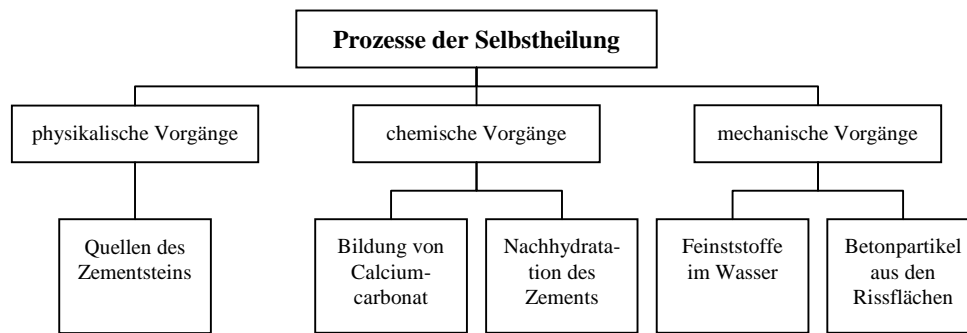 Prozesse der Selbstheilung
physikalische Vorgänge
chemische Vorgänge
mechanische Vorgänge
Quellen des
Zementsteins
Bildung von
Calcium-
carbonat
Nachhydrata-
tion des
Zements
Feinststoffe
im Wasser
Betonpartikel
aus den
Rissflächen